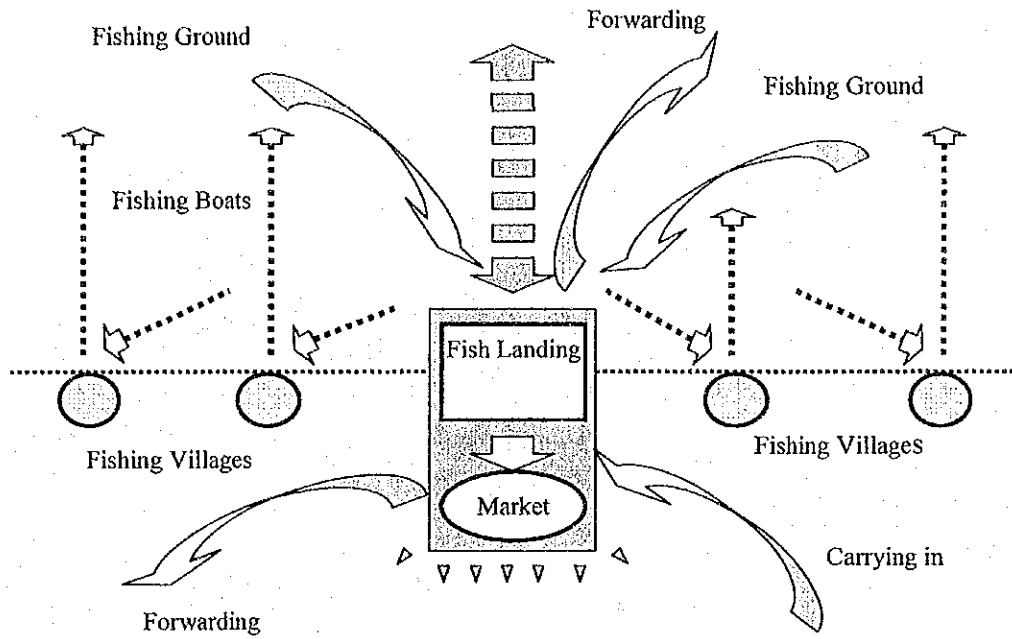 Forwarding
Fishing Ground
Fishing Ground
Fishing Boats
Fish Landing
Fishing Villages
Fishing Villages
Market
Carrying in
Forwarding